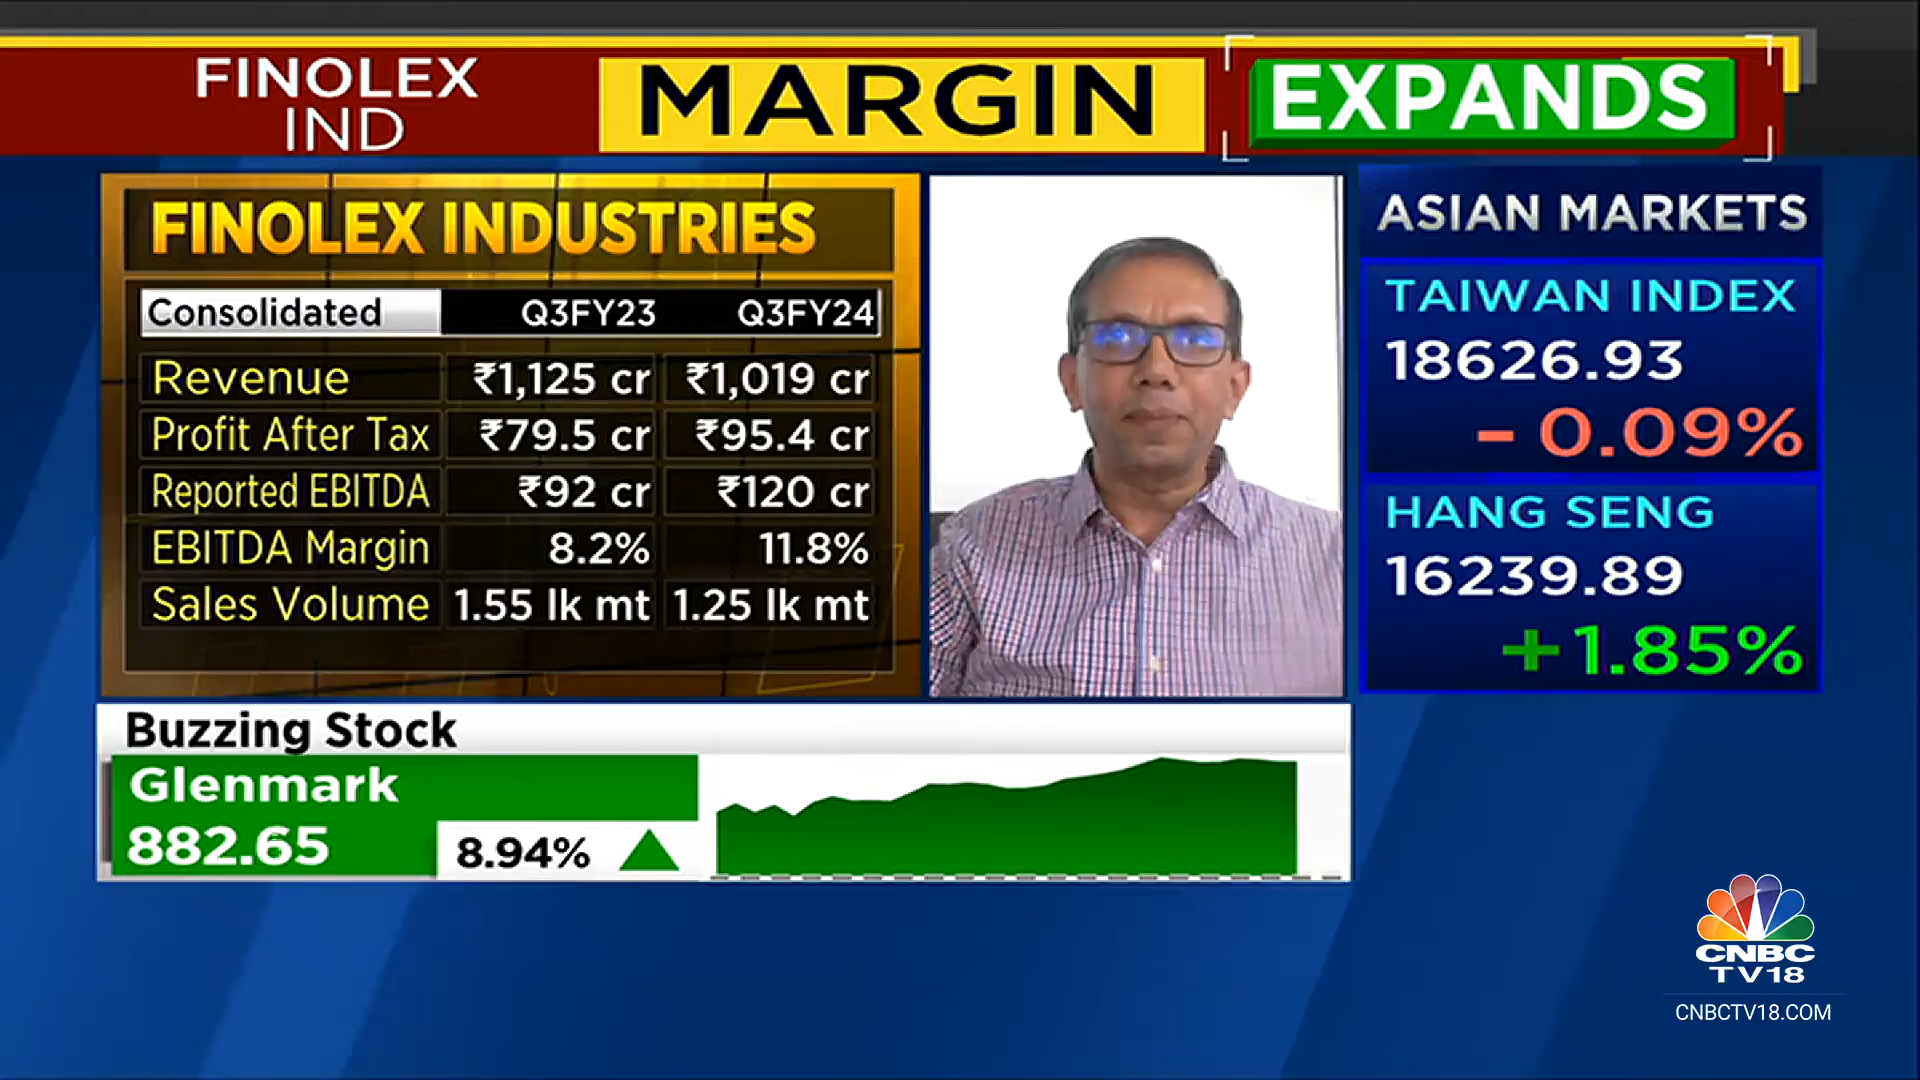 FINOLEX
IND
MARGIN
EXPANDS
FINOLEX INDUSTRIES
Consolidated Q3FY23 Q3FY24
Revenue ₹1,125 cr ₹1,019 cr
Profit After Tax ₹79.5 cr ₹95.4 cr
Reported EBITDA ₹92 cr ₹120 cr
EBITDA Margin 8.2% 11.8%
Sales Volume 1.55 lk mt 1.25 lk mt
ASIAN MARKETS
TAIWAN INDEX
18626.93
- 0.09%
HANG SENG
16239.89
+1.85%
Buzzing Stock
Glenmark
882.65
8.94%
CNBC
TV18
CNBCTV18.COM